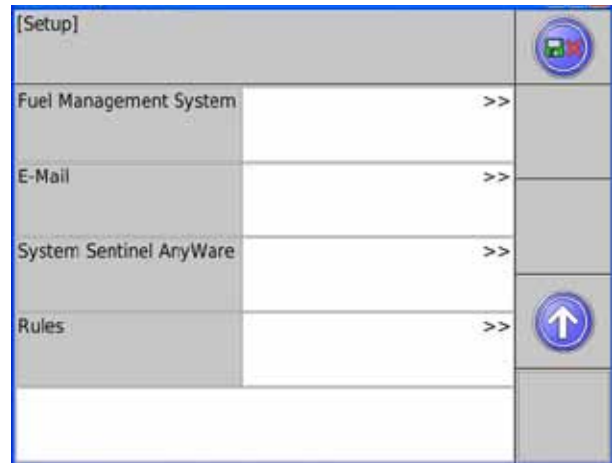 [Setup]
Fuel Management System >>
E-Mail >>
System Sentinel AnyWare >>
Rules >>